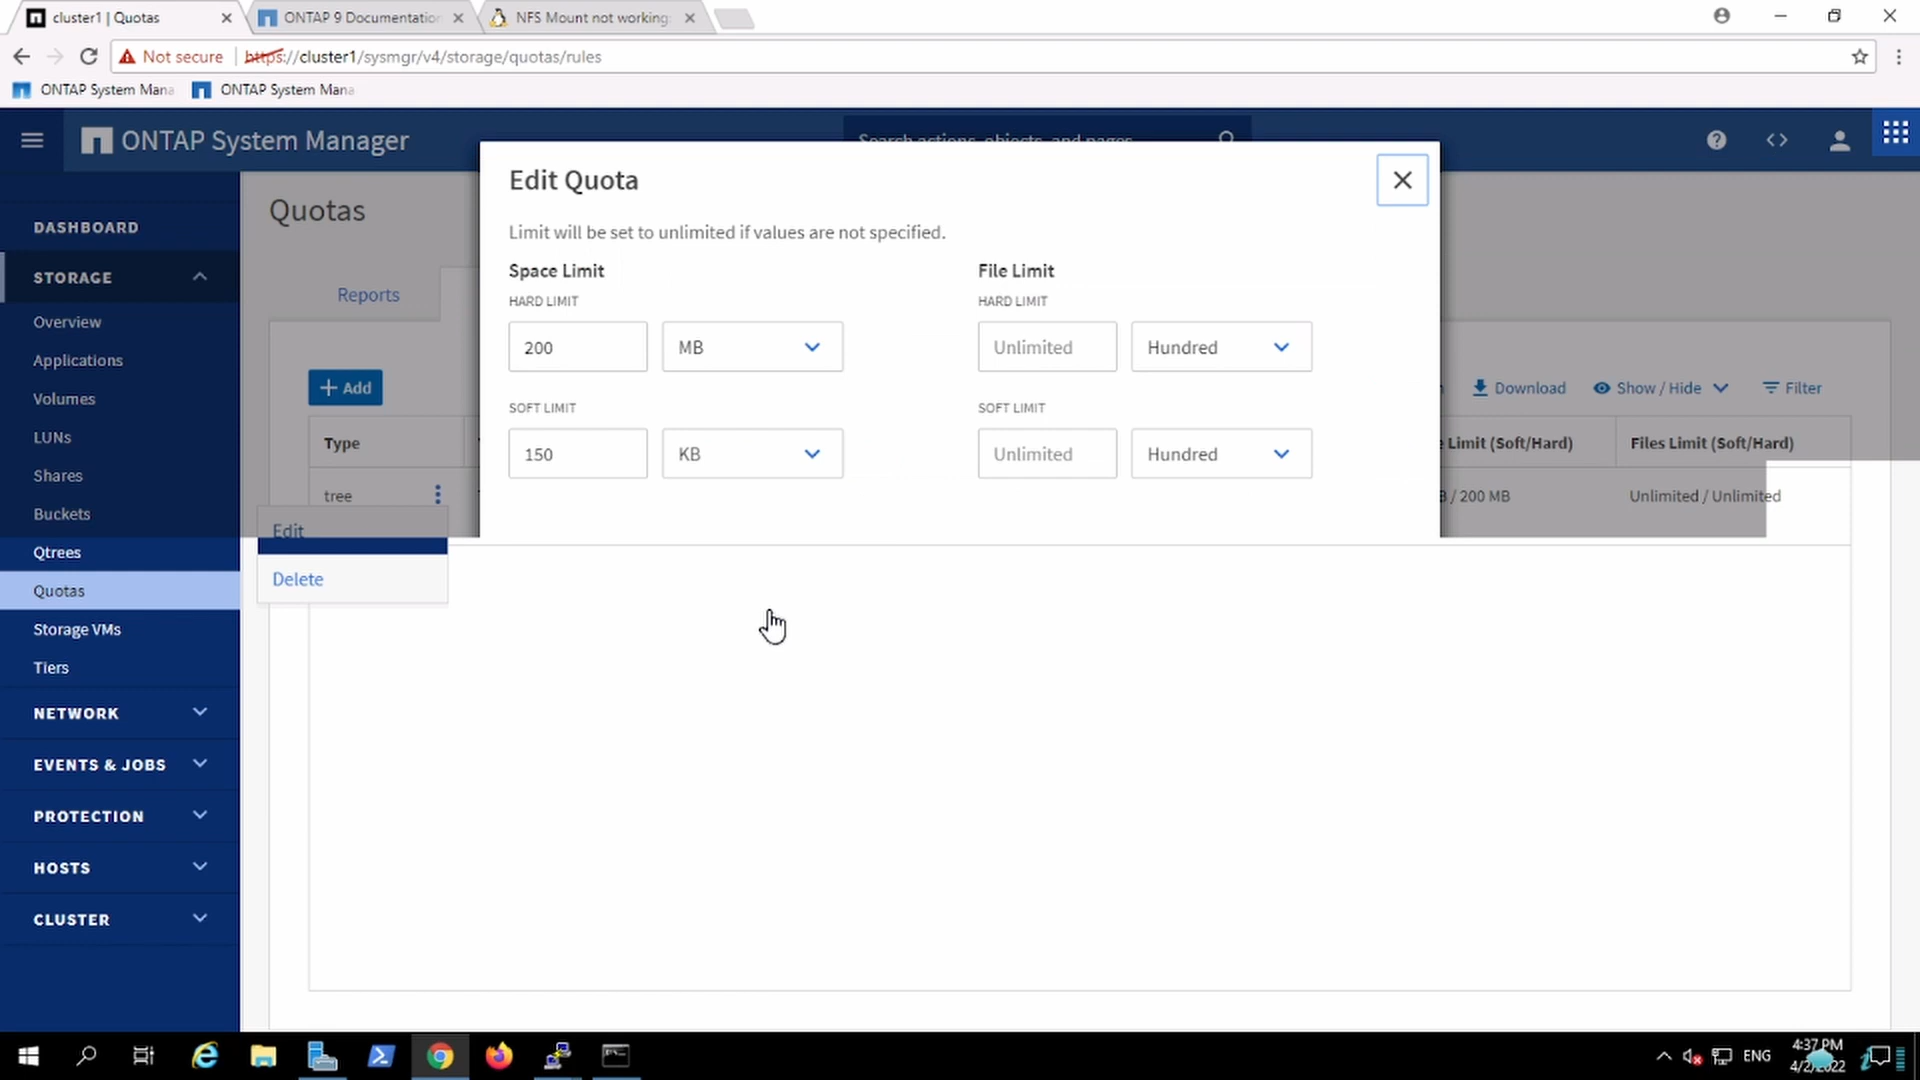 cluster1 | Quotas
ONTAP 9 Documentation
NFS Mount not working
Not secure
https://cluster1/sysmgr/v4/storage/quotas/rules
ONTAP System Mana
ONTAP System Mana
ONTAP System Manager
Search actions, objects, and pages
DASHBOARD
STORAGE
Overview
Applications
Volumes
LUNs
Shares
Buckets
Qtrees
Quotas
Storage VMs
Tiers
NETWORK
EVENTS & JOBS
PROTECTION
HOSTS
CLUSTER
Quotas
Reports
+ Add
Type
tree
Edit
Delete
Edit Quota
Limit will be set to unlimited if values are not specified.
Space Limit
HARD LIMIT
200 MB
SOFT LIMIT
150 KB
File Limit
HARD LIMIT
Unlimited Hundred
SOFT LIMIT
Unlimited Hundred
Download
Show / Hide
Filter
Limit (Soft/Hard)
Files Limit (Soft/Hard)
/ 200 MB
Unlimited / Unlimited
ENG
4:37 PM
4/2/2022